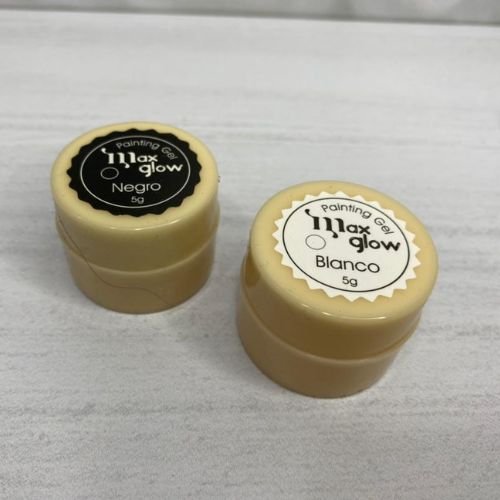 Painting Gel
Max
glow
Negro
5g
Painting Gel
Max
glow
Blanco
5g